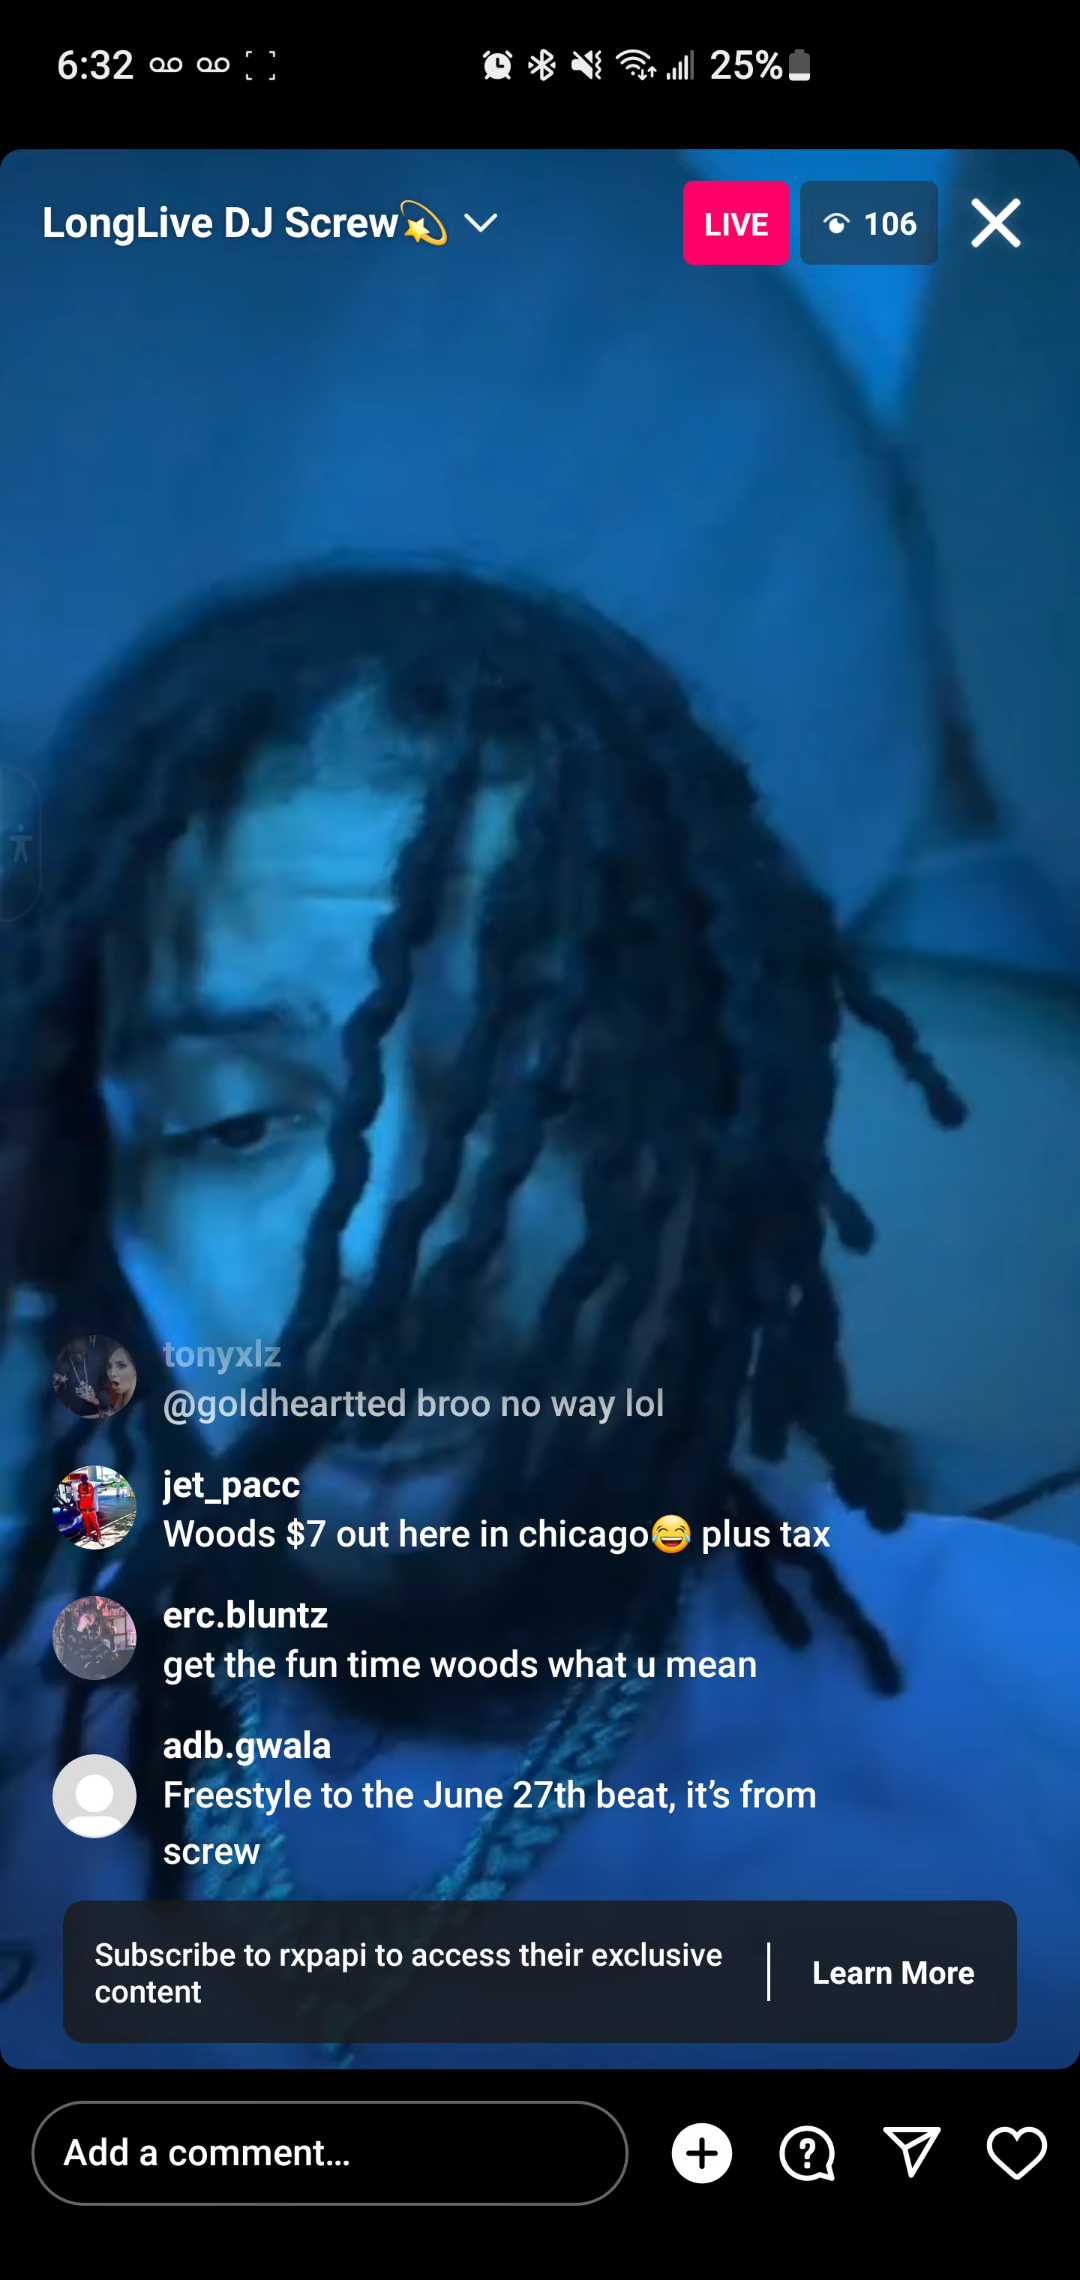 6:32 25%
LongLive DJ Screw💫
LIVE 106
tonyxlz
@goldheartted broo no way lol
jet_pacc
Woods $7 out here in chicago😂 plus tax
erc.bluntz
get the fun time woods what u mean
adb.gwala
Freestyle to the June 27th beat, it’s from
screw
Subscribe to rxpapi to access their exclusive
content
Learn More
Add a comment...